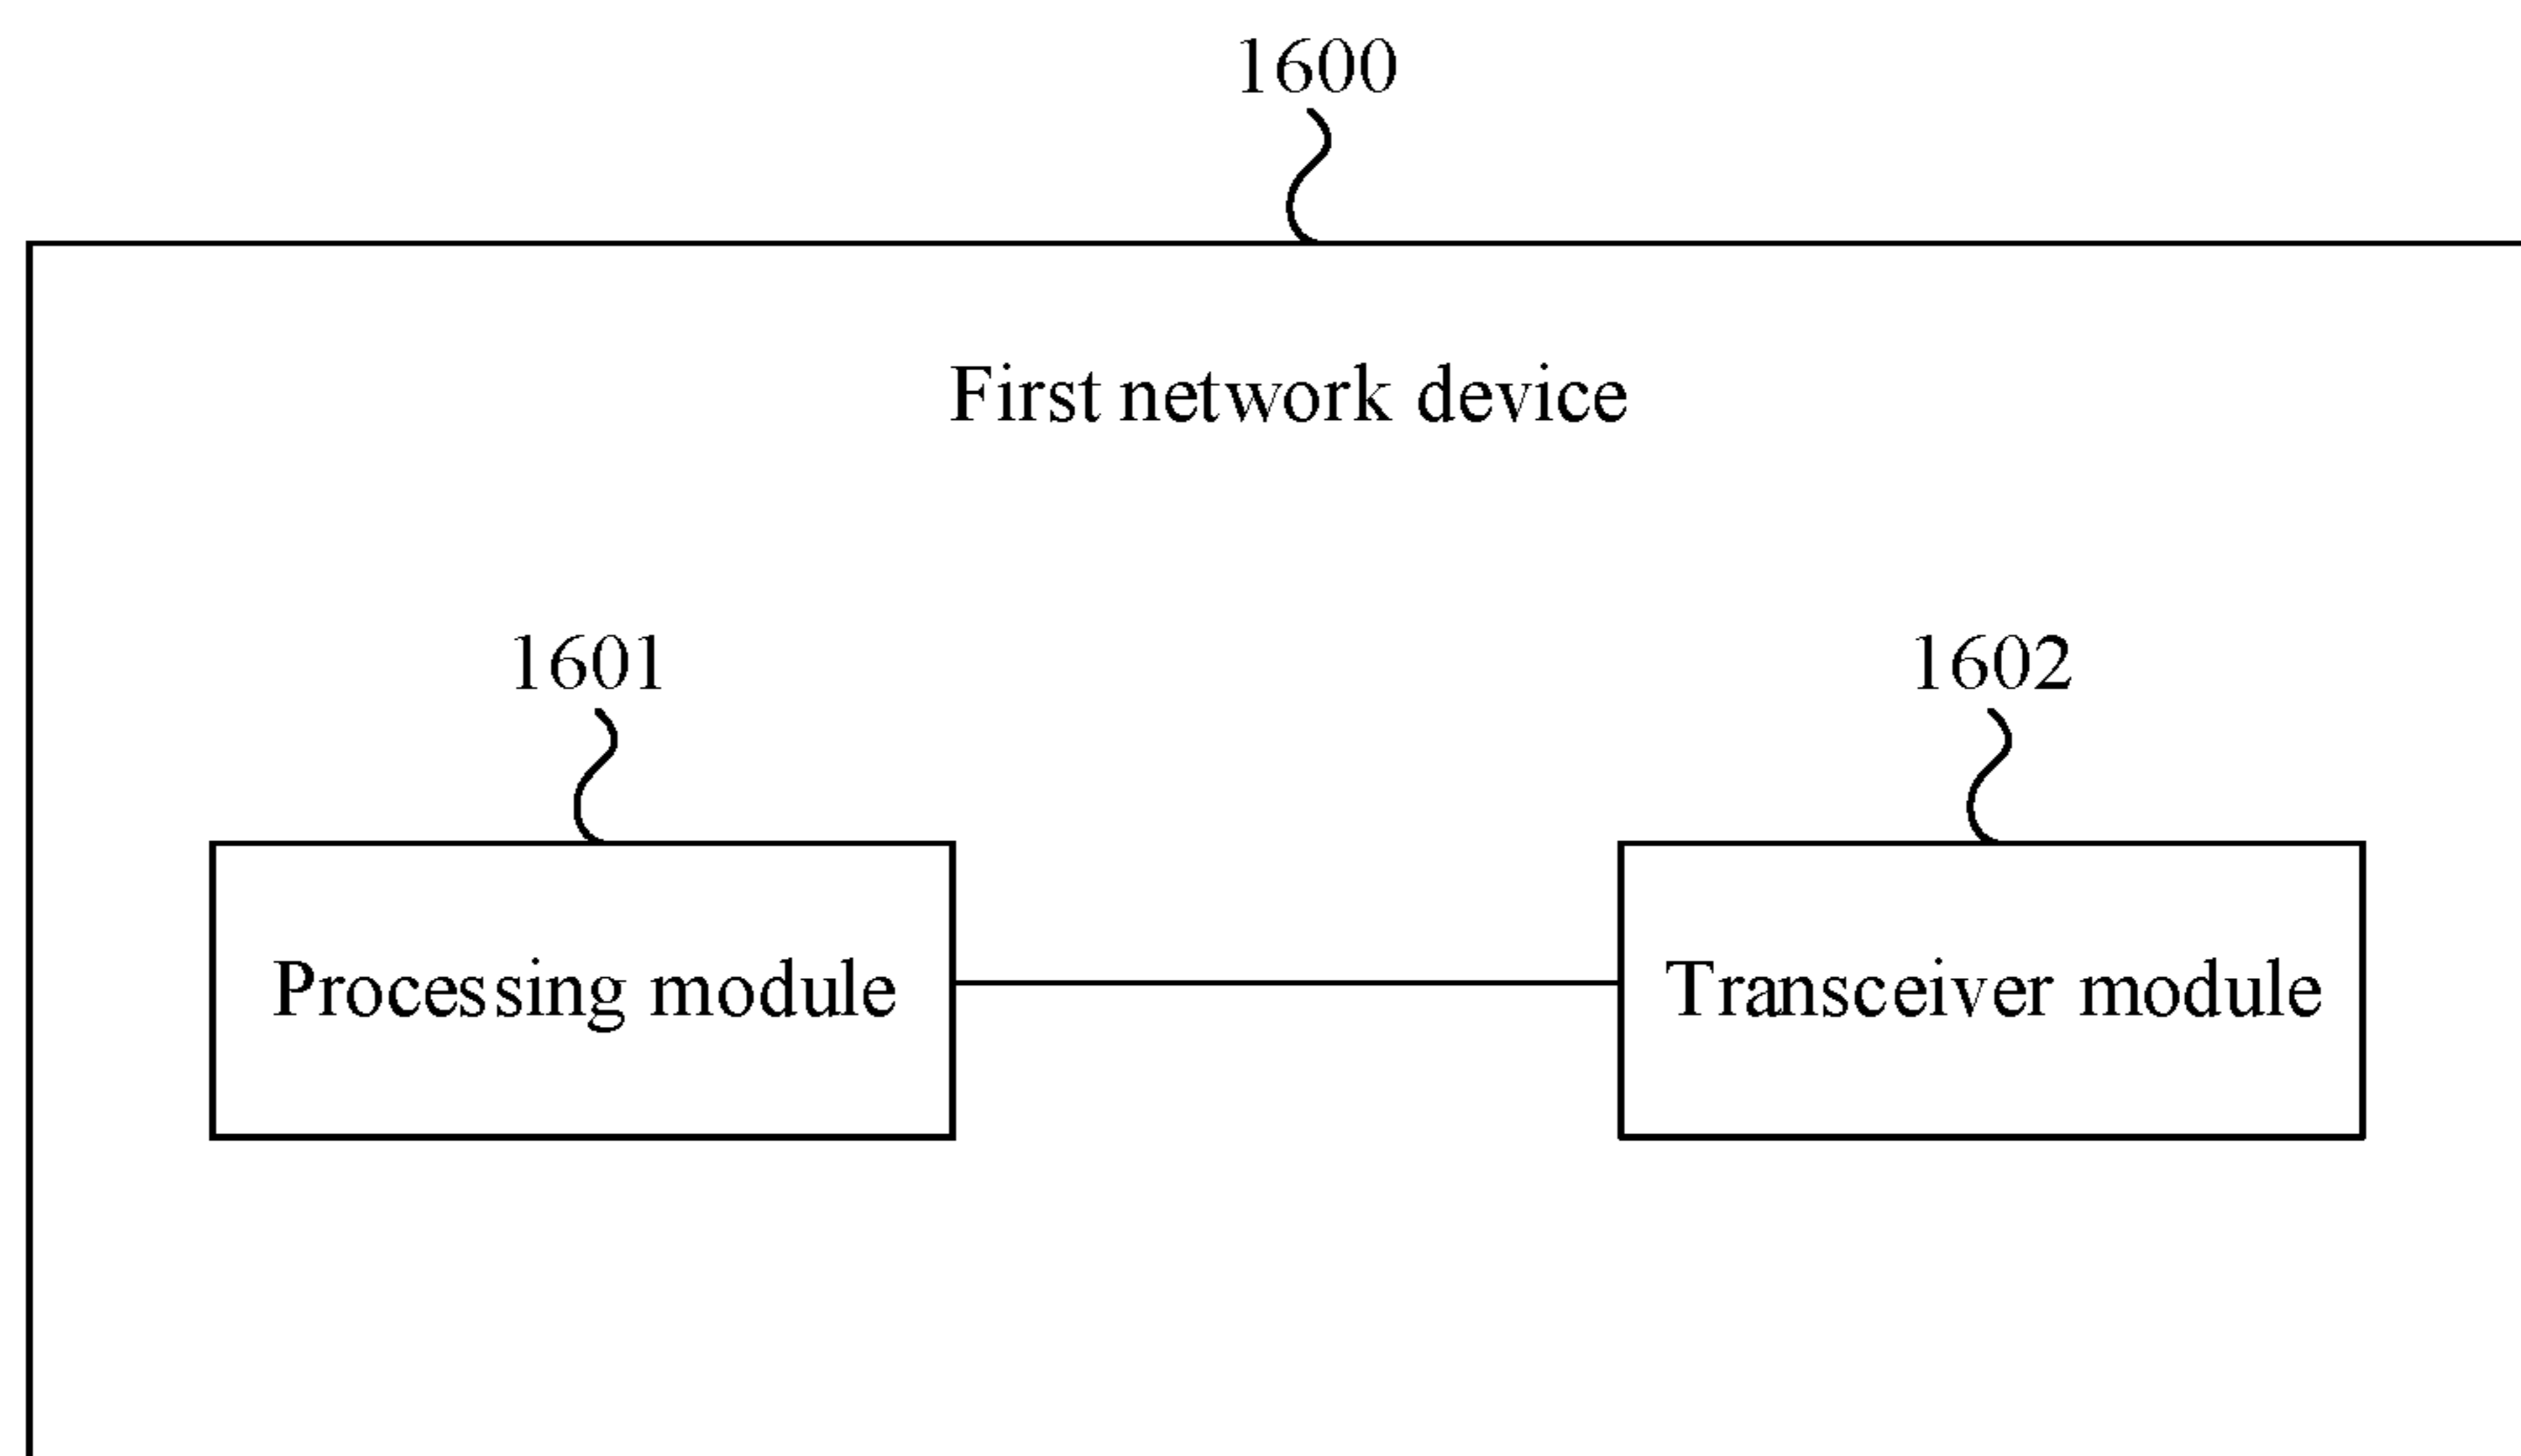 1600
First network device
1601
1602
Processing module
Transceiver module